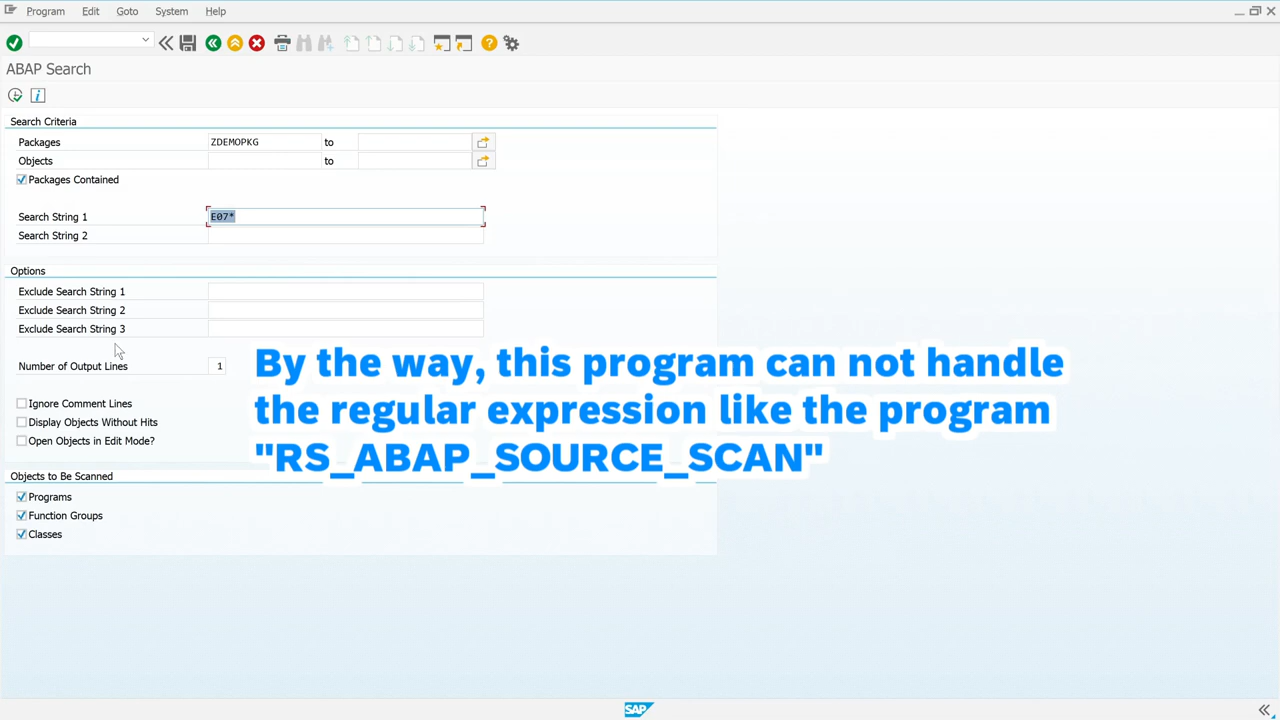 Program Edit Goto System Help
ABAP Search
Search Criteria
Packages ZDEMOPKG to
Objects to
Packages Contained
Search String 1 E07*
Search String 2
Options
Exclude Search String 1
Exclude Search String 2
Exclude Search String 3
Number of Output Lines 1
By the way, this program can not handle
the regular expression like the program
"RS_ABAP_SOURCE_SCAN"
Ignore Comment Lines
Display Objects Without Hits
Open Objects in Edit Mode?
Objects to Be Scanned
Programs
Function Groups
Classes
SAP